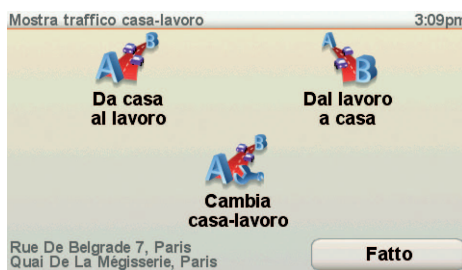 Mostra traffico casa-lavoro 3:09pm
A B
A B
Da casa
al lavoro
Dal lavoro
a casa
A B
Cambia
casa-lavoro
Rue De Belgrade 7, Paris
Quai De La Mégisserie, Paris
Fatto